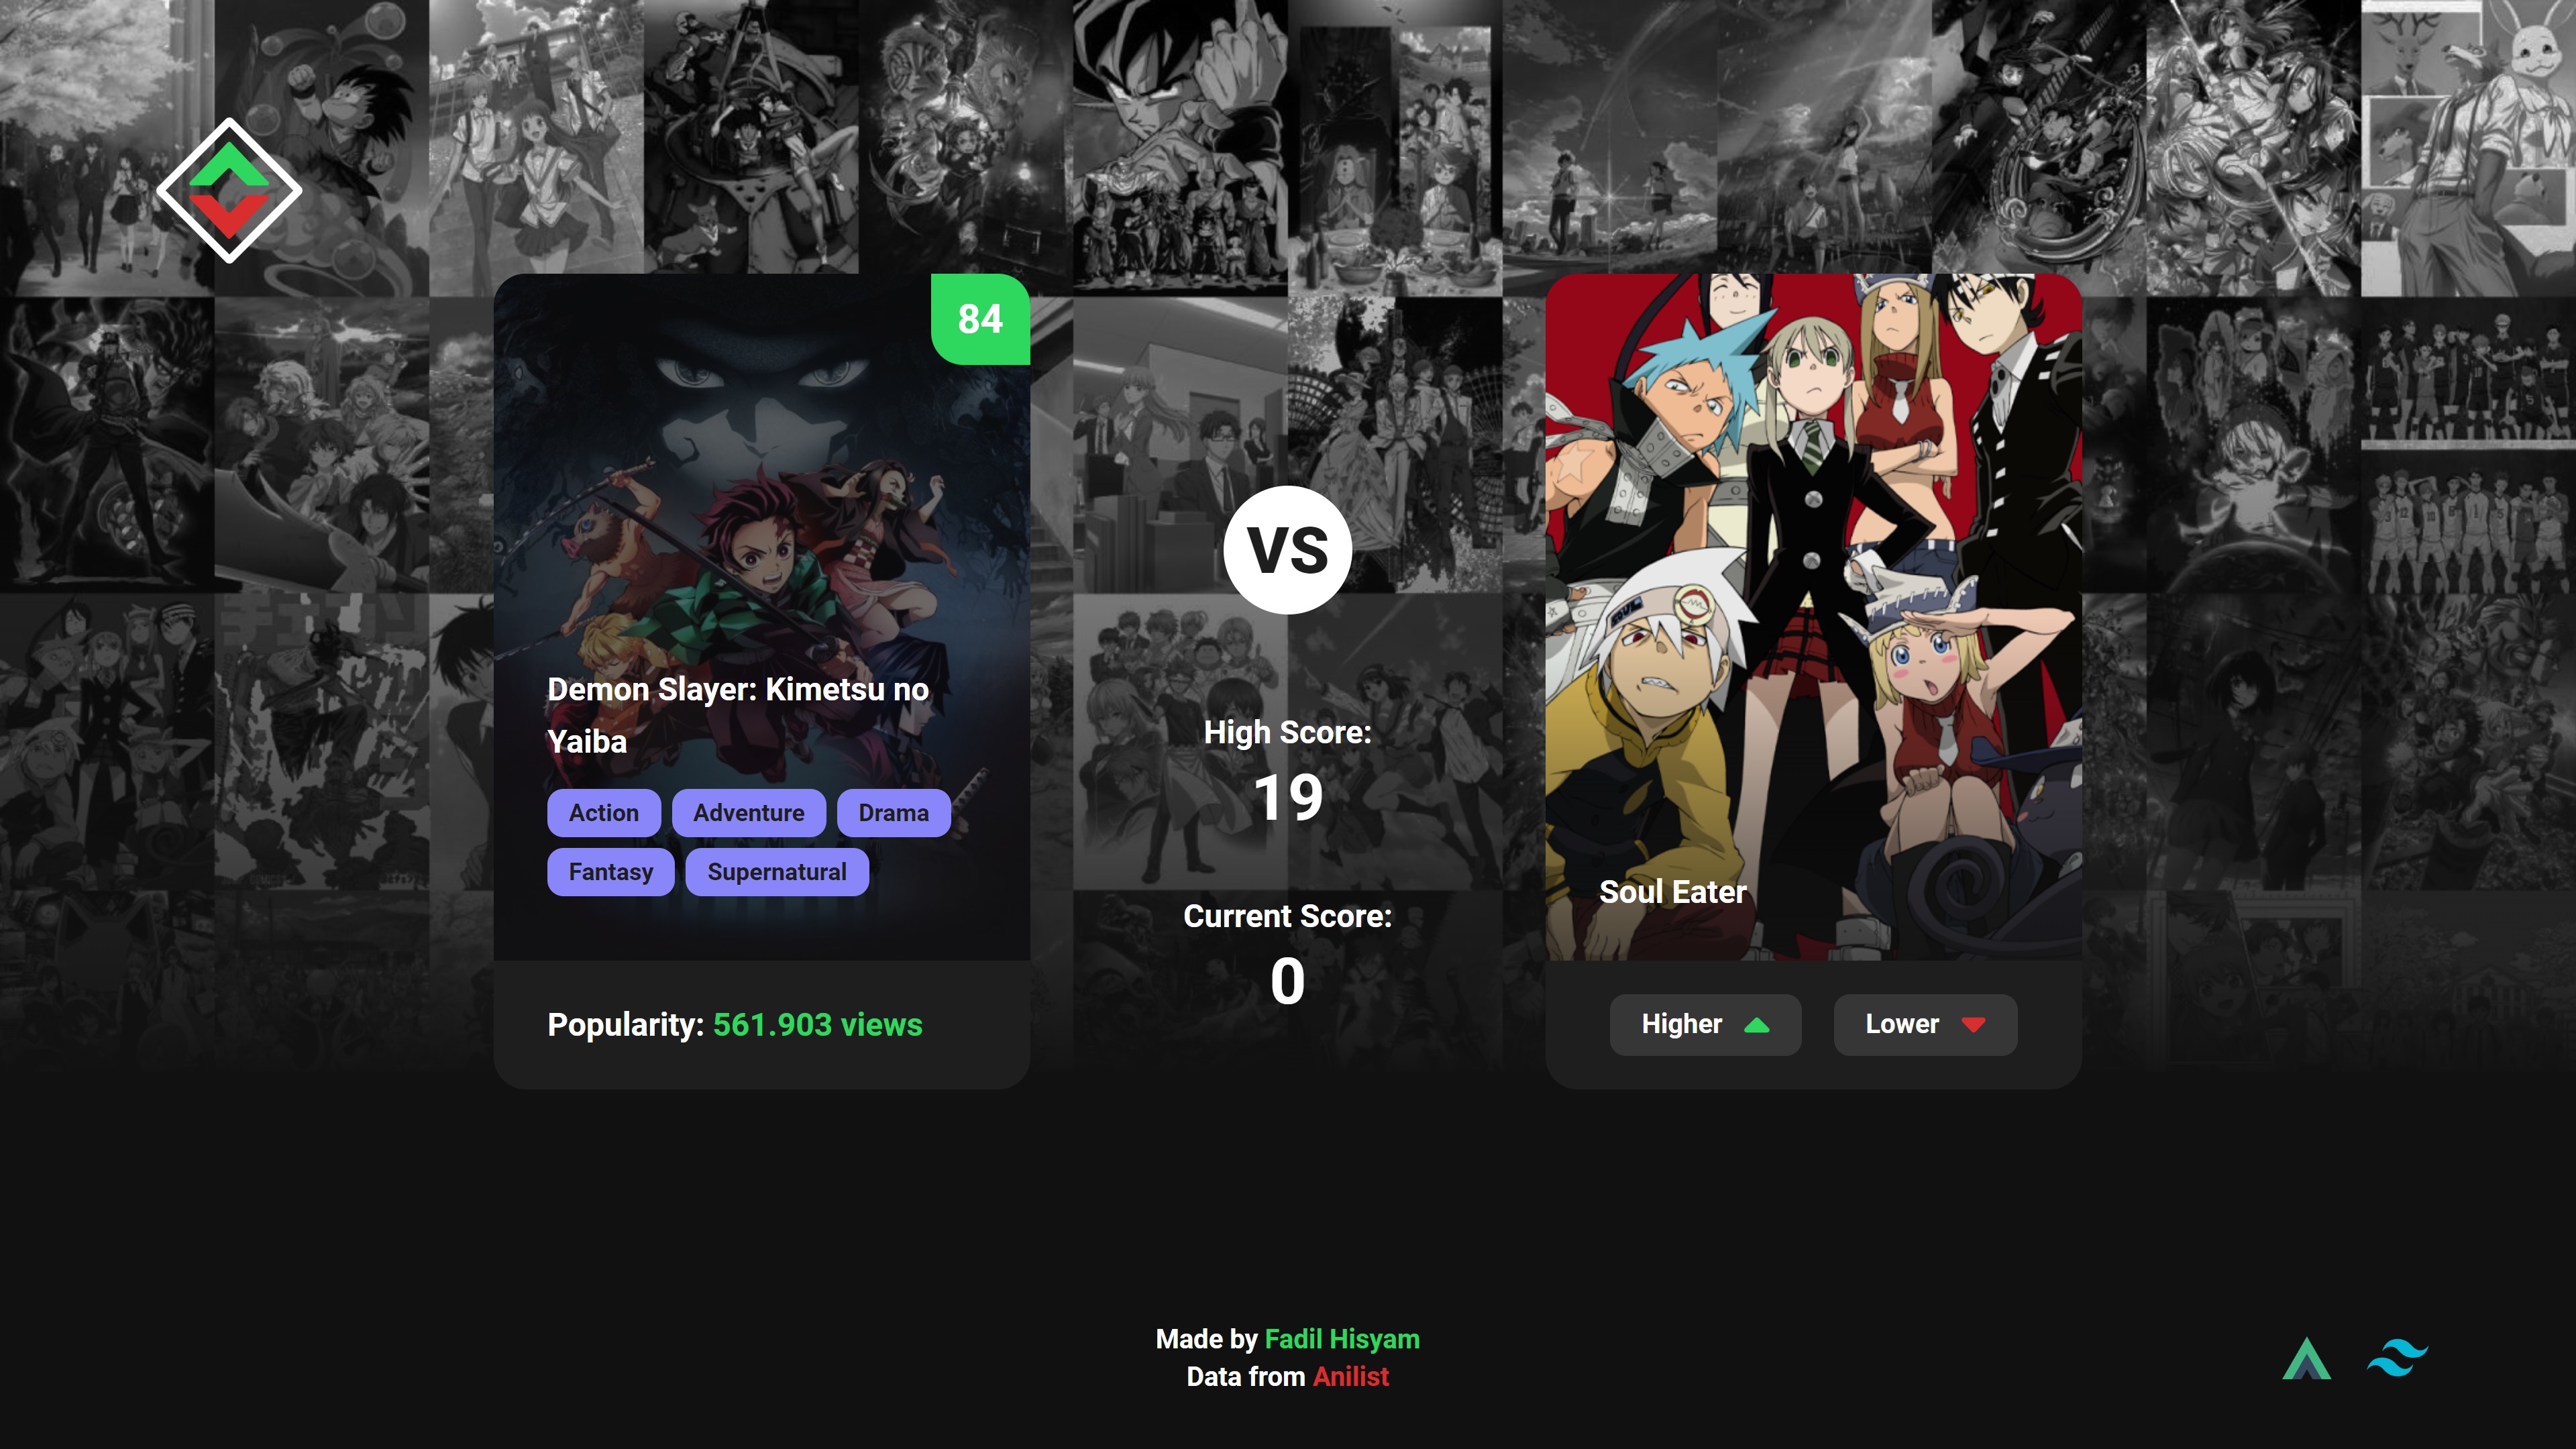 84
Demon Slayer: Kimetsu no
Yaiba
Action Adventure Drama
Fantasy Supernatural
Popularity: 561.903 views
VS
High Score:
19
Current Score:
0
SOUL
Soul Eater
Higher
Lower
Made by Fadil Hisyam
Data from Anilist